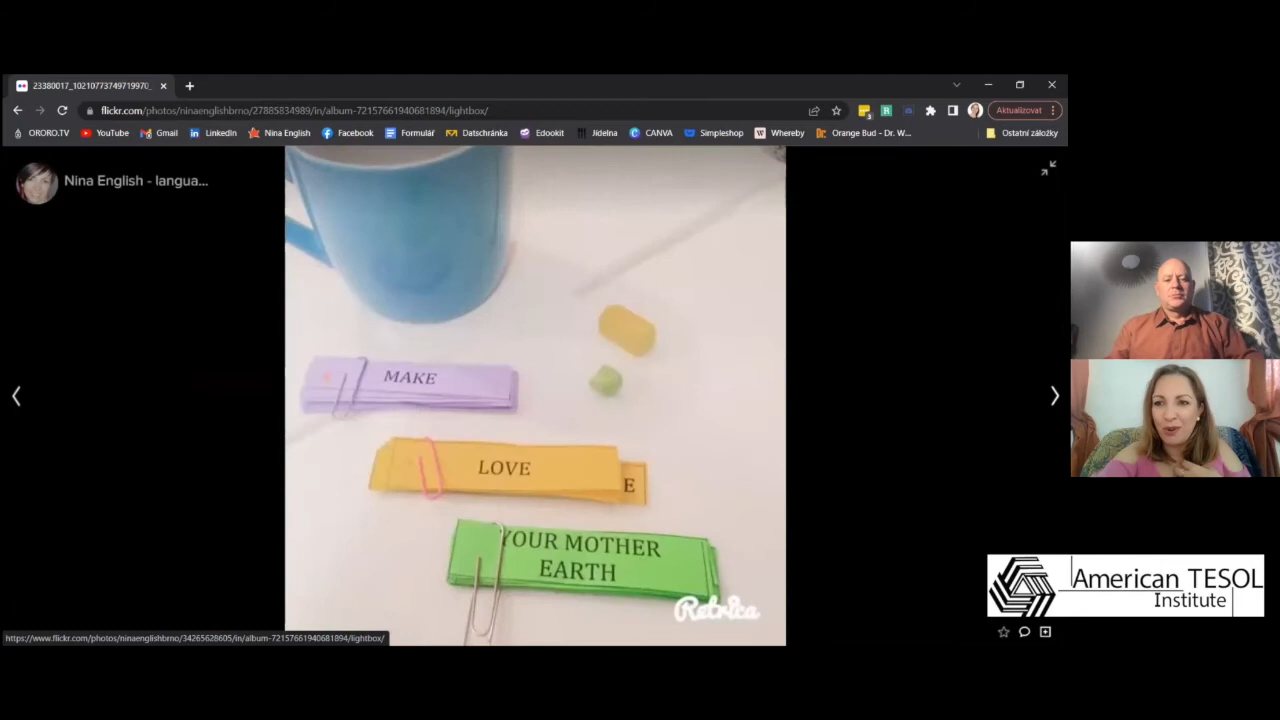 23380017_10210773749719970_
flickr.com/photos/ninaenglishbrno/27885834989/in/album-72157661940681894/lightbox/
Aktualizovat
ORORO.TV
YouTube
Gmail
LinkedIn
Nina English
Facebook
Formulář
Datschránka
Edookit
Jídelna
CANVA
Simpleshop
Whereby
Orange Bud - Dr. W...
Ostatní záložky
Nina English - langua...
MAKE
LOVE
E
YOUR MOTHER
EARTH
Retrica
American TESOL
Institute
https://www.flickr.com/photos/ninaenglishbrno/34265628605/in/album-72157661940681894/lightbox/